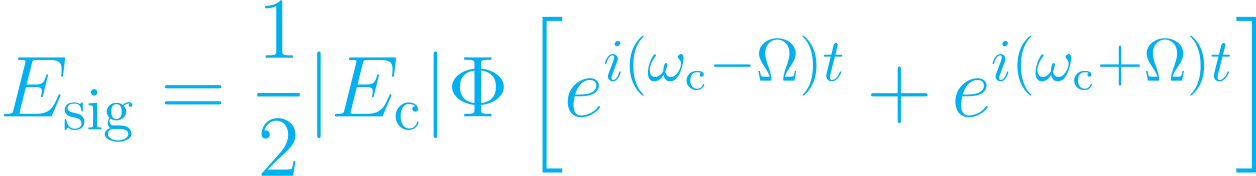 E_sig = 1/2 |E_c| Φ [e^{i(ω_c−Ω)t} + e^{i(ω_c+Ω)t}]